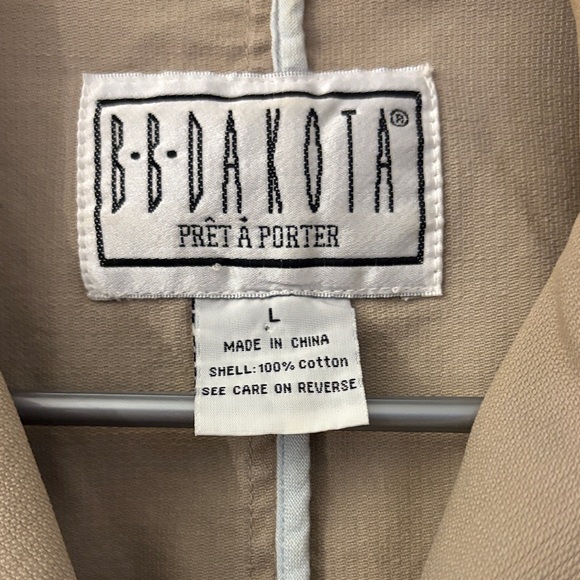 B·B·DAKOTA®
PRÊT À PORTER
L
MADE IN CHINA
SHELL: 100% cotton
SEE CARE ON REVERSE